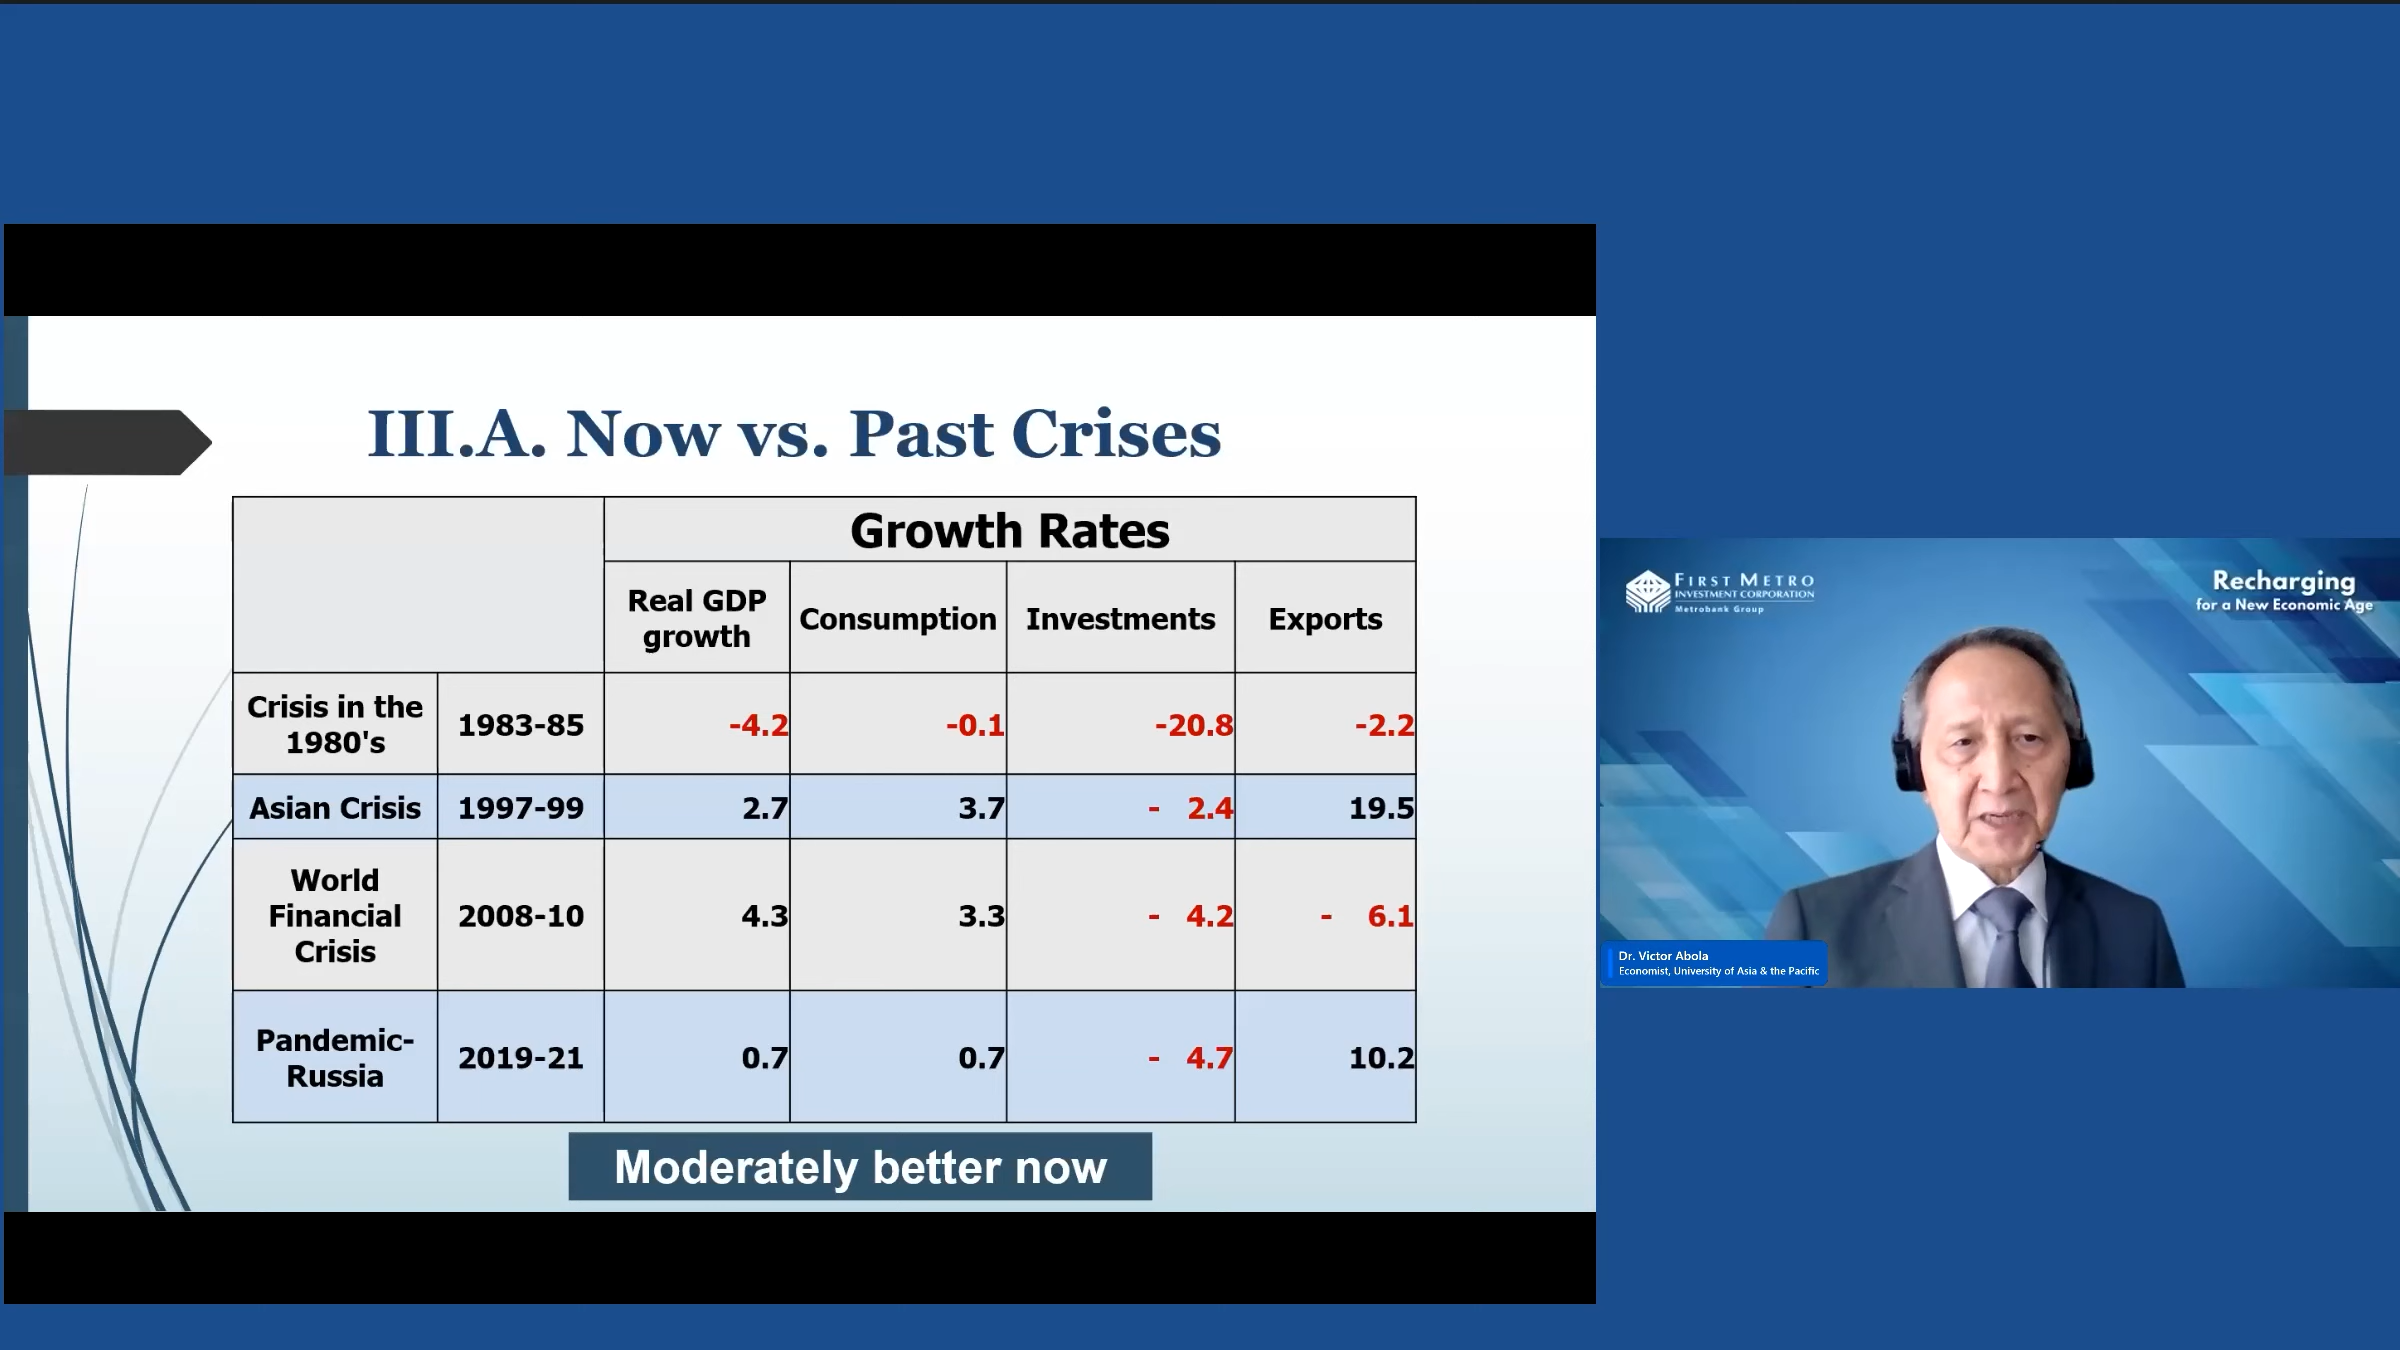 III.A. Now vs. Past Crises
Growth Rates
Real GDP
growth
Consumption
Investments
Exports
Crisis in the
1980's
1983-85
-4.2
-0.1
-20.8
-2.2
Asian Crisis
1997-99
2.7
3.7
- 2.4
19.5
World
Financial
Crisis
2008-10
4.3
3.3
- 4.2
- 6.1
Pandemic-
Russia
2019-21
0.7
0.7
- 4.7
10.2
Moderately better now
FIRST METRO
INVESTMENT CORPORATION
Metrobank Group
Recharging
for a New Economic Age
Dr. Victor Abola
Economist, University of Asia & the Pacific